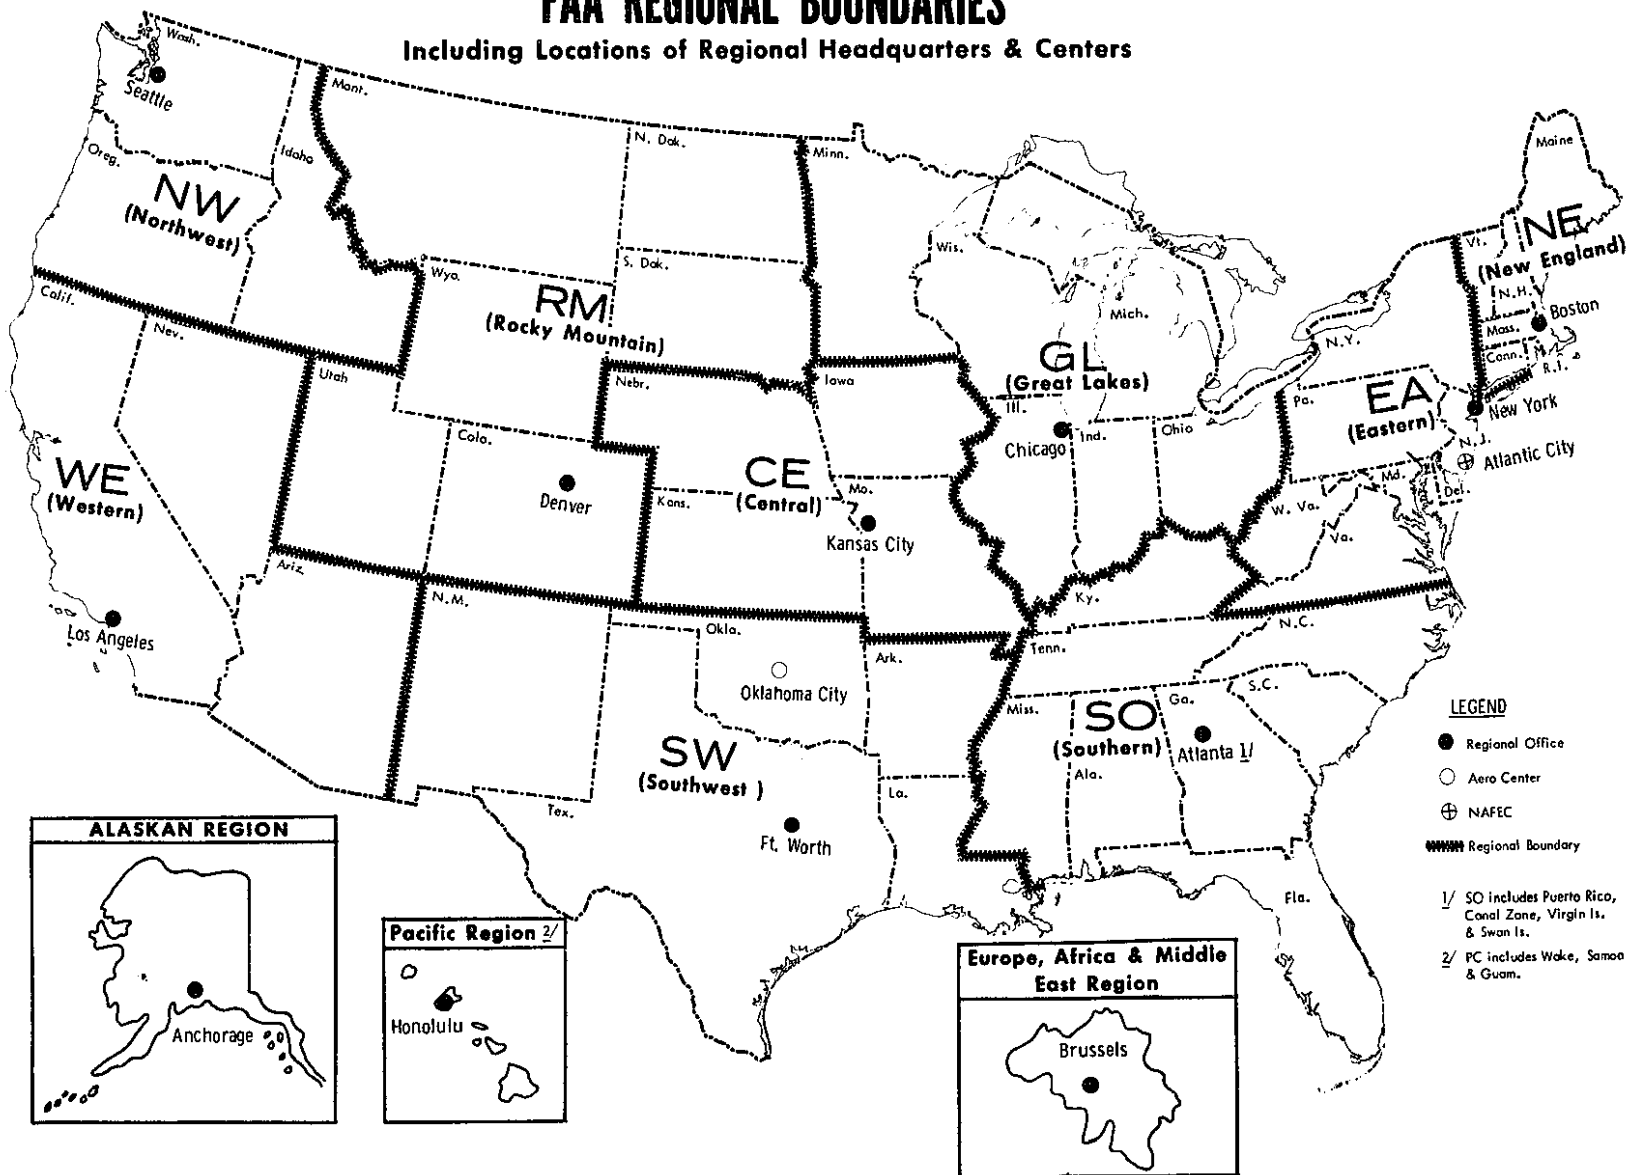 FAA REGIONAL BOUNDARIES
Including Locations of Regional Headquarters & Centers
Wash.
Seattle
Mont.
N. Dak.
Minn.
Maine
Oreg.
Idaho
NW
(Northwest)
Wyo.
S. Dak.
Wis.
Mich.
Vt.
NE
(New England)
N.H.
Boston
Mass.
Conn.
R.I.
Calif.
Nev.
RM
(Rocky Mountain)
GL
(Great Lakes)
N.Y.
Utah
Nebr.
Iowa
Ill.
Chicago
Ind.
Ohio
Pa.
EA
(Eastern)
New York
N.J.
Atlantic City
WE
(Western)
Colo.
Denver
Kans.
CE
(Central)
Mo.
Kansas City
W. Va.
Md.
Del.
Va.
Ky.
Ariz.
N.M.
Okla.
Ark.
Tenn.
N.C.
Los Angeles
Oklahoma City
Miss.
SO
(Southern)
Ga.
S.C.
Atlanta 1/
Ala.
SW
(Southwest )
Tex.
La.
Ft. Worth
Fla.
LEGEND
Regional Office
Aero Center
NAFEC
Regional Boundary
1/ SO includes Puerto Rico,
Canal Zone, Virgin Is.
& Swan Is.
2/ PC includes Wake, Samoa
& Guam.
ALASKAN REGION
Anchorage
Pacific Region 2/
Honolulu
Europe, Africa & Middle
East Region
Brussels